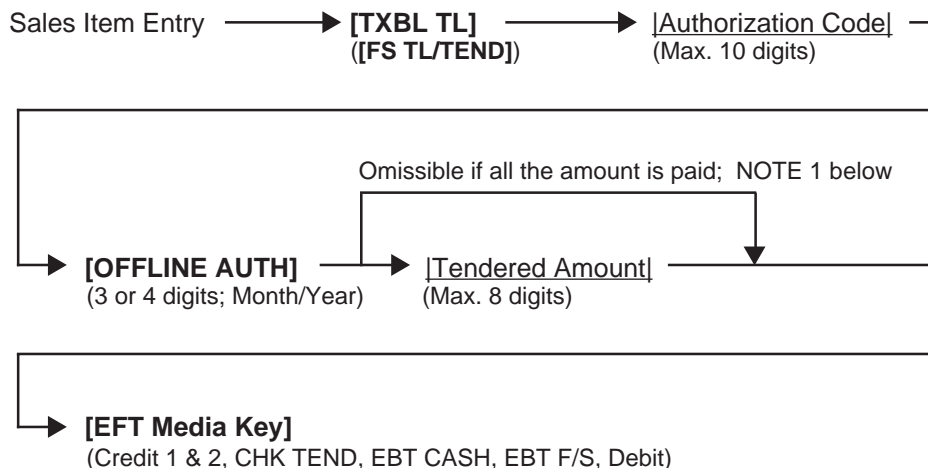 Sales Item Entry [TXBL TL] |Authorization Code|
([FS TL/TEND]) (Max. 10 digits)
Omissible if all the amount is paid; NOTE 1 below
[OFFLINE AUTH] |Tendered Amount|
(3 or 4 digits; Month/Year) (Max. 8 digits)
[EFT Media Key]
(Credit 1 & 2, CHK TEND, EBT CASH, EBT F/S, Debit)